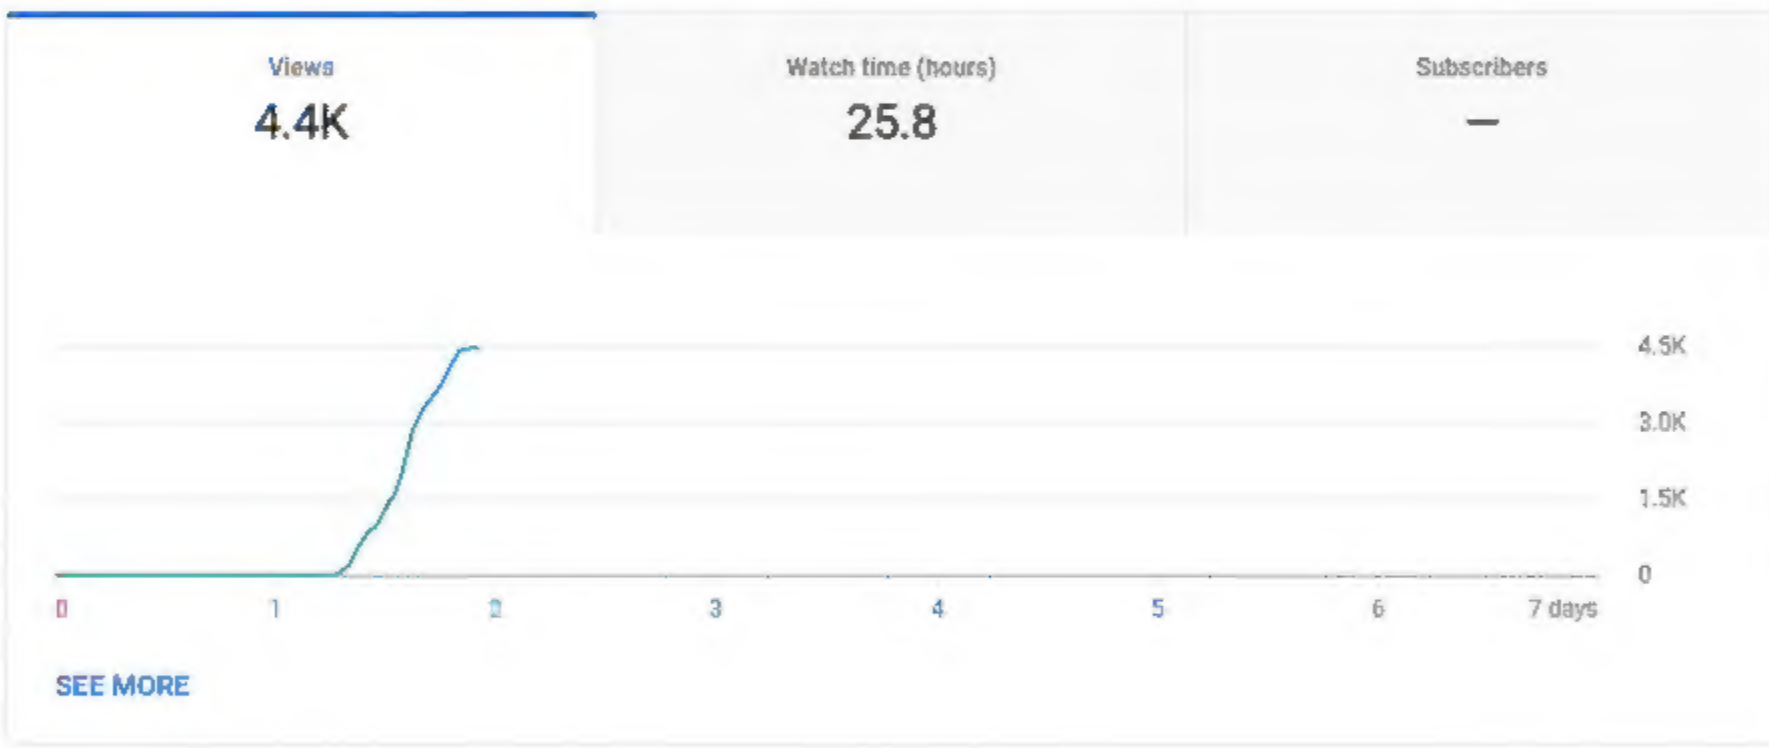 Views
4.4K
Watch time (hours)
25.8
Subscribers
—
4.5K
3.0K
1.5K
0
0 1 2 3 4 5 6 7 days
SEE MORE